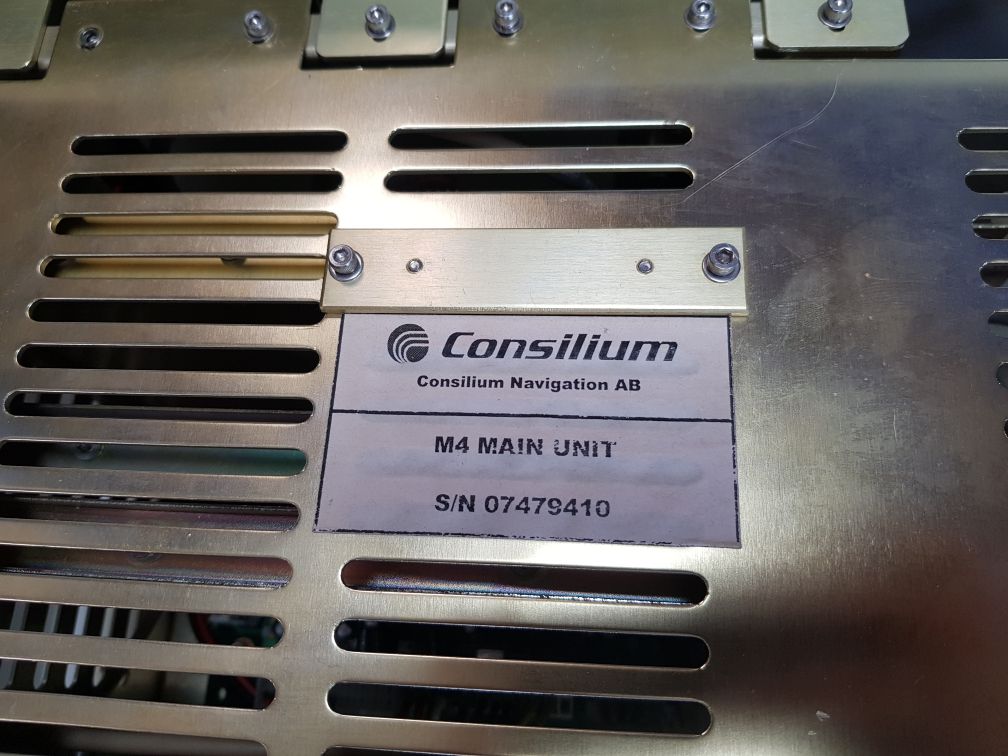 Consilium
Consilium Navigation AB
M4 MAIN UNIT
S/N 07479410